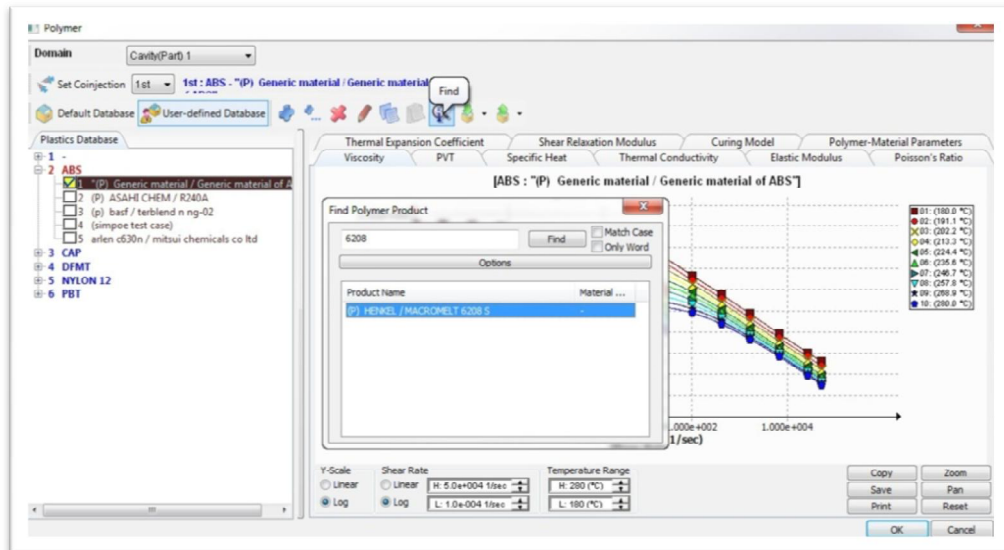 Polymer
Domain
Cavity(Part) 1
Set Coinjection
1st
1st : ABS - "(P) Generic material / Generic material
Find
Default Database
User-defined Database
Plastics Database
1 -
2 ABS
1 "(P) Generic material / Generic material of A
2 (P) ASAHI CHEM / R240A
3 (p) basf / terblend n ng-02
4 (simpoe test case)
5 arlen c630n / mitsui chemicals co ltd
3 CAP
4 DFMT
5 NYLON 12
6 PBT
Thermal Expansion Coefficient
Shear Relaxation Modulus
Curing Model
Polymer-Material Parameters
Viscosity
PVT
Specific Heat
Thermal Conductivity
Elastic Modulus
Poisson's Ratio
[ABS : "(P) Generic material / Generic material of ABS"]
Find Polymer Product
6208
Find
Match Case
Only Word
Options
Product Name
Material ...
(P) HENKEL / MACROMELT 6208 S
-
01: (180.0 °C)
02: (191.1 °C)
03: (202.2 °C)
04: (213.3 °C)
05: (224.4 °C)
06: (235.6 °C)
07: (246.7 °C)
08: (257.8 °C)
09: (268.9 °C)
10: (280.0 °C)
.000e+002
1.000e+004
1/sec)
Y-Scale
Linear
Log
Shear Rate
Linear
Log
H: 5.0e+004 1/sec
L: 1.0e-004 1/sec
Temperature Range
H: 280 (°C)
L: 180 (°C)
Copy
Zoom
Save
Pan
Print
Reset
OK
Cancel